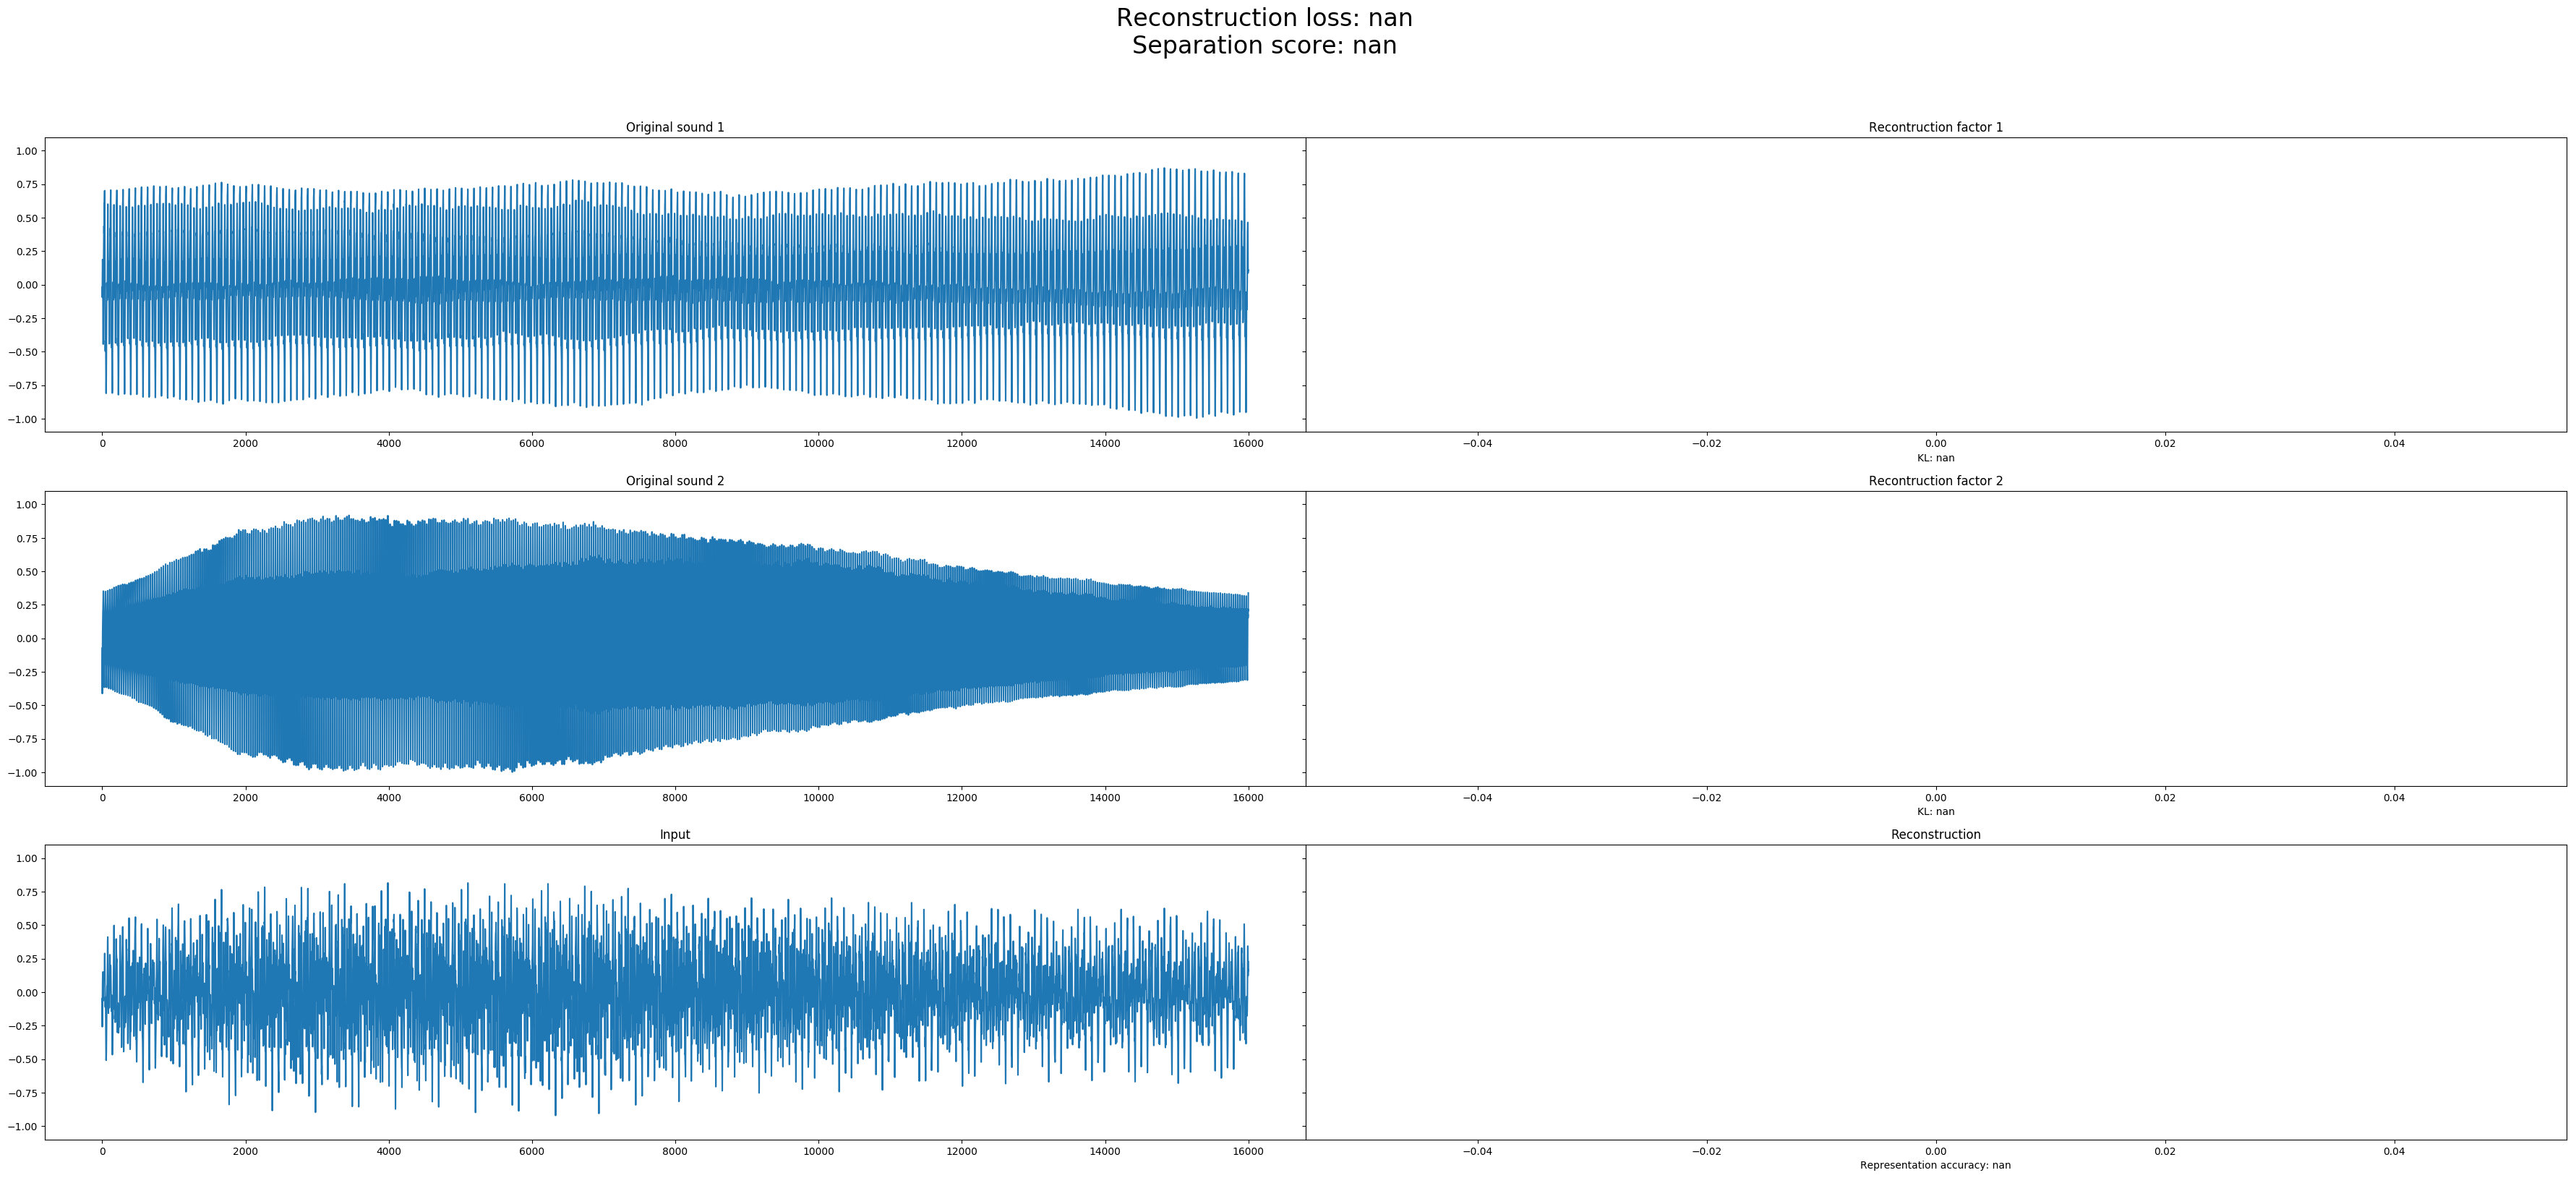 Reconstruction loss: nan
Separation score: nan
Original sound 1
Recontruction factor 1
1.00
0.75
0.50
0.25
0.00
−0.25
−0.50
−0.75
−1.00
0 2000 4000 6000 8000 10000 12000 14000 16000
−0.04 −0.02 0.00 0.02 0.04
KL: nan
Original sound 2
Recontruction factor 2
1.00
0.75
0.50
0.25
0.00
−0.25
−0.50
−0.75
−1.00
0 2000 4000 6000 8000 10000 12000 14000 16000
−0.04 −0.02 0.00 0.02 0.04
KL: nan
Input
Reconstruction
1.00
0.75
0.50
0.25
0.00
−0.25
−0.50
−0.75
−1.00
0 2000 4000 6000 8000 10000 12000 14000 16000
−0.04 −0.02 0.00 0.02 0.04
Representation accuracy: nan